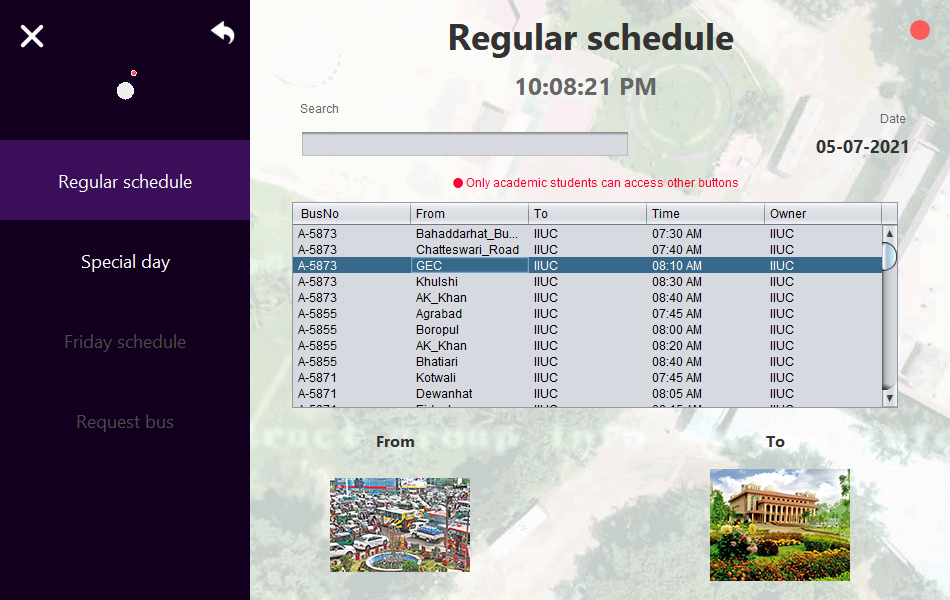 Regular schedule
10:08:21 PM
Search
Date
05-07-2021
Only academic students can access other buttons
Regular schedule
Special day
Friday schedule
Request bus
BusNo From To Time Owner
A-5873 Bahaddarhat_Bu... IIUC 07:30 AM IIUC
A-5873 Chatteswari_Road IIUC 07:40 AM IIUC
A-5873 GEC IIUC 08:10 AM IIUC
A-5873 Khulshi IIUC 08:30 AM IIUC
A-5873 AK_Khan IIUC 08:40 AM IIUC
A-5855 Agrabad IIUC 07:45 AM IIUC
A-5855 Boropul IIUC 08:00 AM IIUC
A-5855 AK_Khan IIUC 08:20 AM IIUC
A-5855 Bhatiari IIUC 08:40 AM IIUC
A-5871 Kotwali IIUC 07:45 AM IIUC
A-5871 Dewanhat IIUC 08:05 AM IIUC
From To